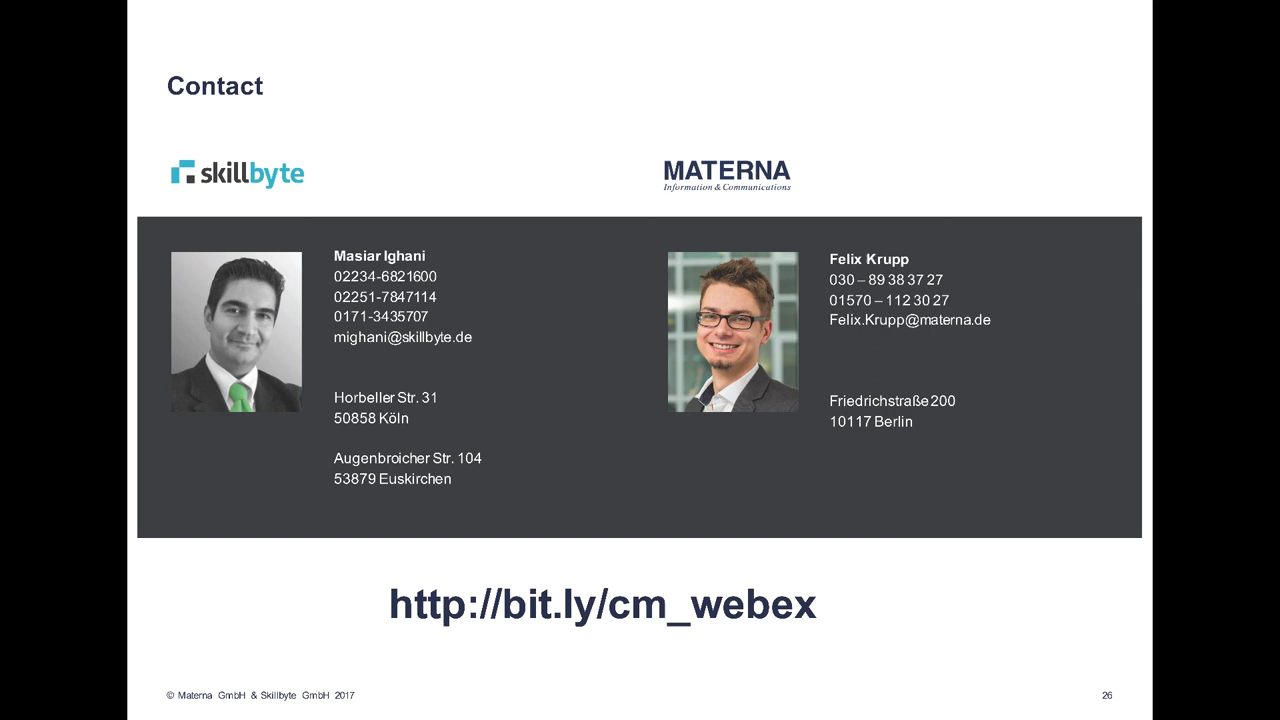 Contact
skillbyte
MATERNA
Information & Communications
Masiar Ighani
02234-6821600
02251-7847114
0171-3435707
mighani@skillbyte.de
Horbeller Str. 31
50858 Köln
Augenbroicher Str. 104
53879 Euskirchen
Felix Krupp
030 – 89 38 37 27
01570 – 112 30 27
Felix.Krupp@materna.de
Friedrichstraße 200
10117 Berlin
http://bit.ly/cm_webex
© Materna GmbH & Skillbyte GmbH 2017
26